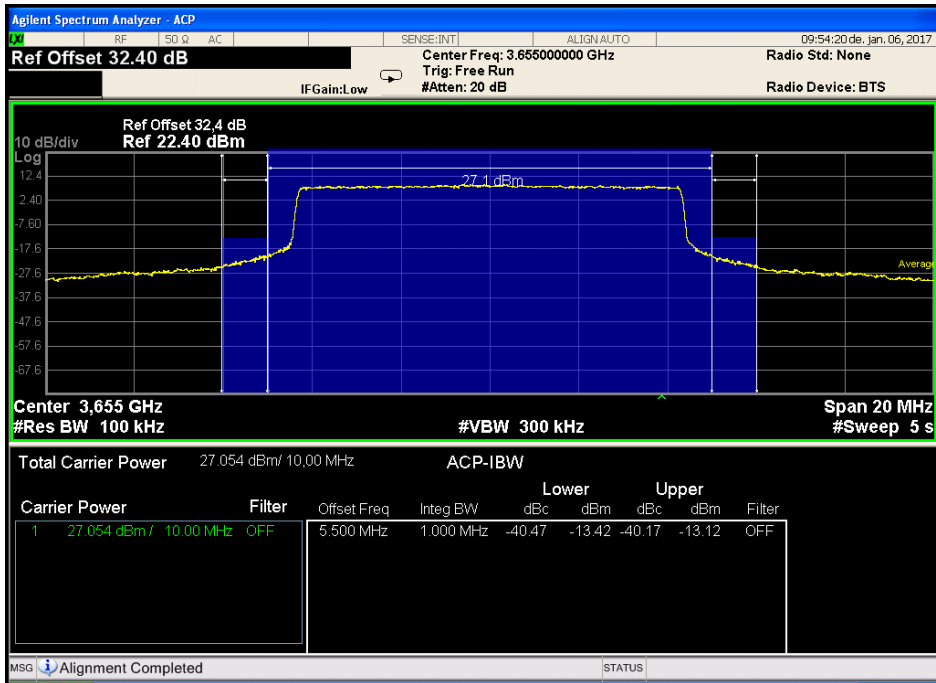 Agilent Spectrum Analyzer - ACP
LXI RF 50 Ω AC SENSE:INT ALIGN AUTO 09:54:20 de. jan. 06, 2017
Ref Offset 32.40 dB Center Freq: 3.655000000 GHz Radio Std: None
Trig: Free Run
IFGain:Low #Atten: 20 dB Radio Device: BTS
Ref Offset 32,4 dB
10 dB/div Ref 22.40 dBm
Log
12.4
27.1 dBm
2.40
-7.60
-17.6
Average
-27.6
-37.6
-47.6
-57.6
-67.6
Center 3,655 GHz Span 20 MHz
#Res BW 100 kHz #VBW 300 kHz #Sweep 5 s
Total Carrier Power 27.054 dBm/ 10,00 MHz ACP-IBW
Lower Upper
Carrier Power Filter Offset Freq Integ BW dBc dBm dBc dBm Filter
1 27.054 dBm / 10.00 MHz OFF 5.500 MHz 1.000 MHz -40.47 -13.42 -40.17 -13.12 OFF
MSG Alignment Completed STATUS